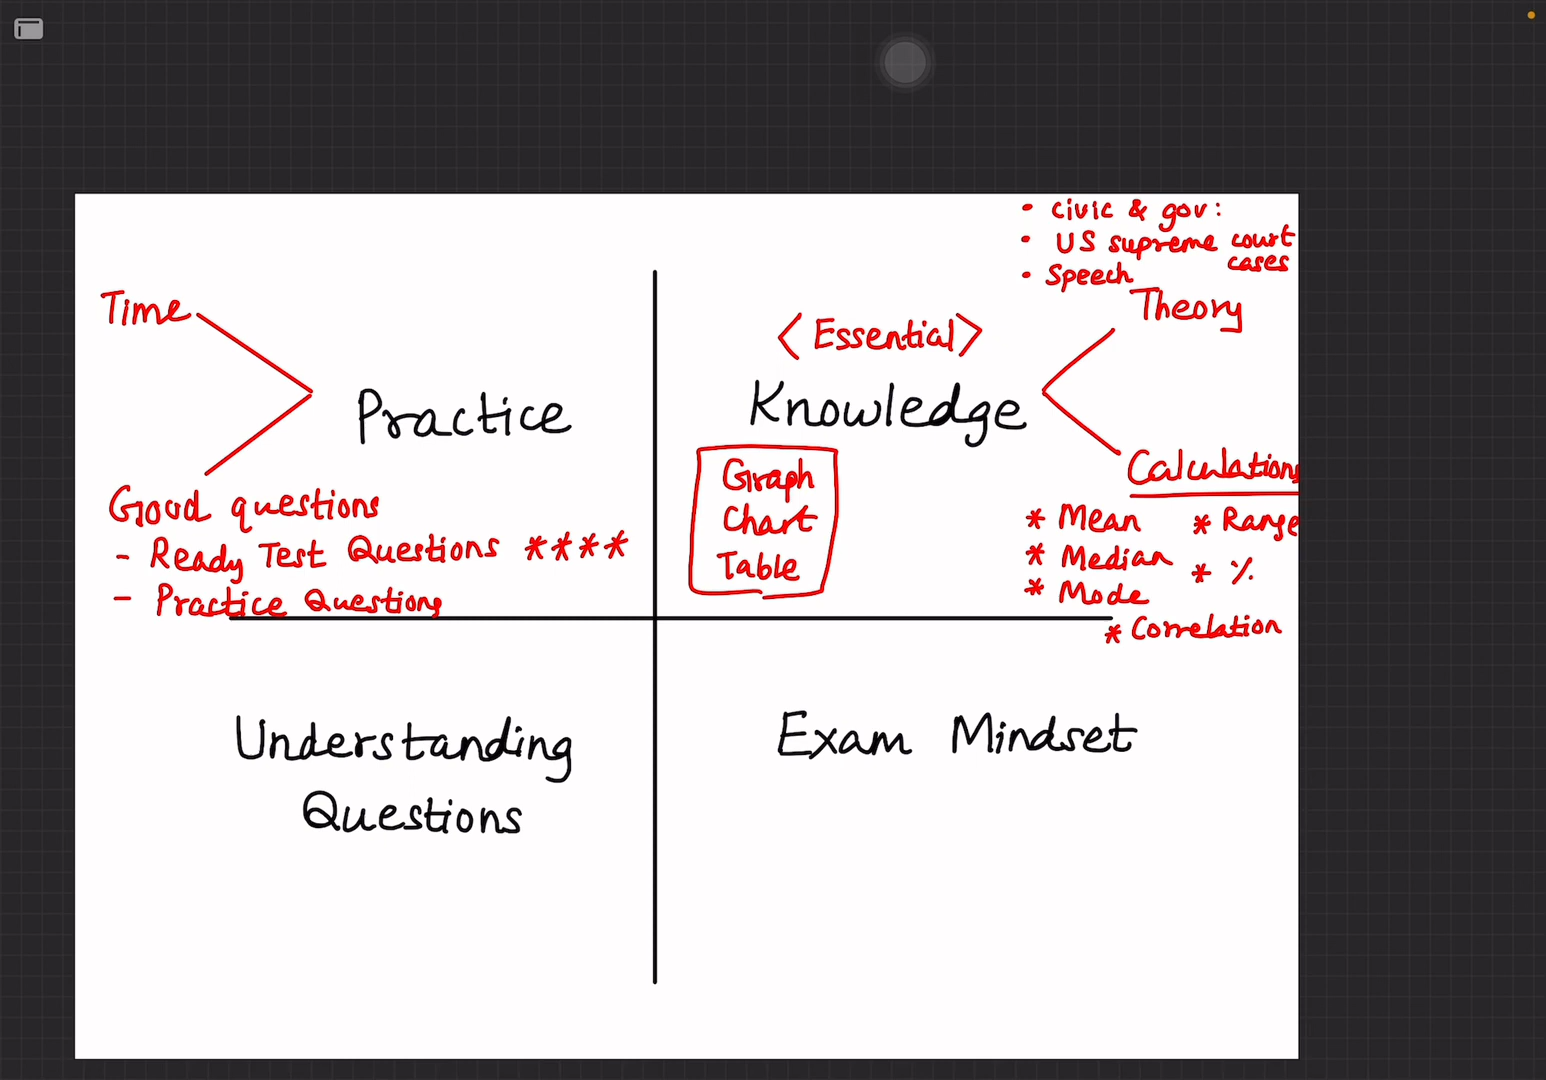 Time
Practice
Good questions
- Ready Test Questions ****
- Practice Questions
• civic & gov:
• US supreme court cases
• Speech
Theory
<Essential>
Knowledge
Graph
Chart
Table
Calculations
* Mean
* Median
* Mode
* Range
* %
* Correlation
Understanding
Questions
Exam Mindset